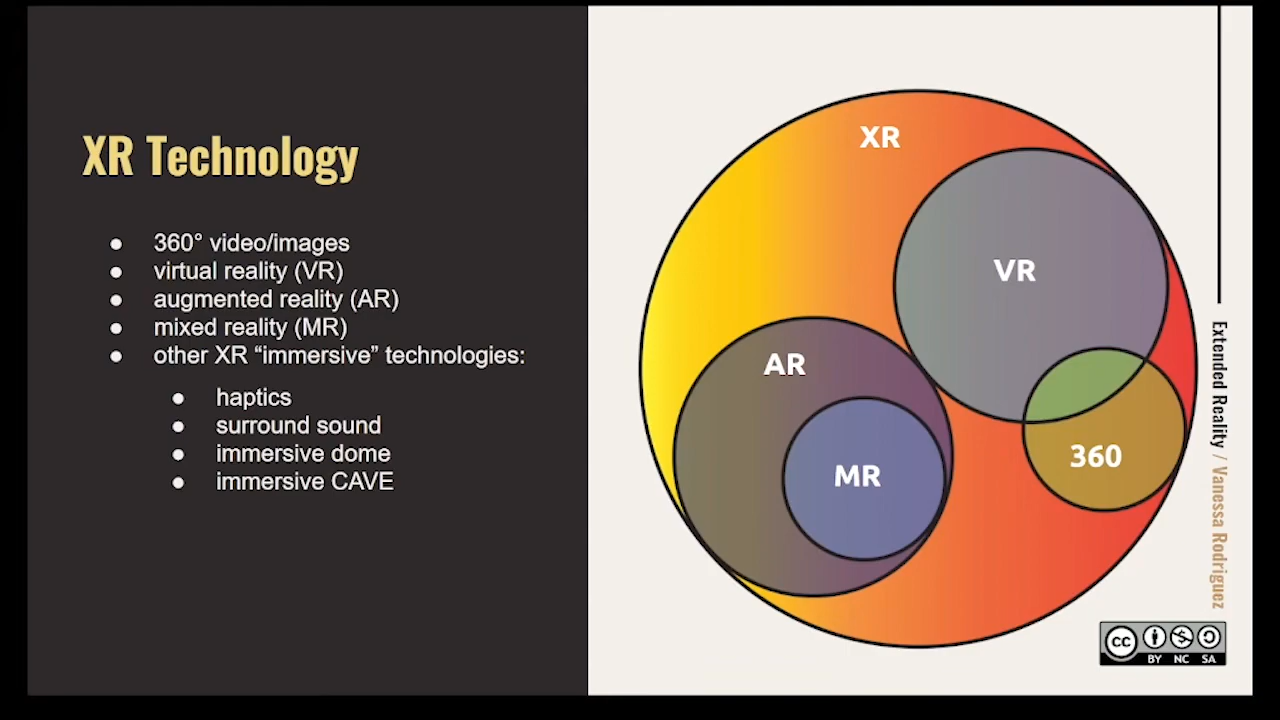 XR Technology
● 360° video/images
● virtual reality (VR)
● augmented reality (AR)
● mixed reality (MR)
● other XR “immersive” technologies:
● haptics
● surround sound
● immersive dome
● immersive CAVE
XR
VR
AR
MR
360
Extended Reality / Vanessa Rodriguez
cc
BY NC SA